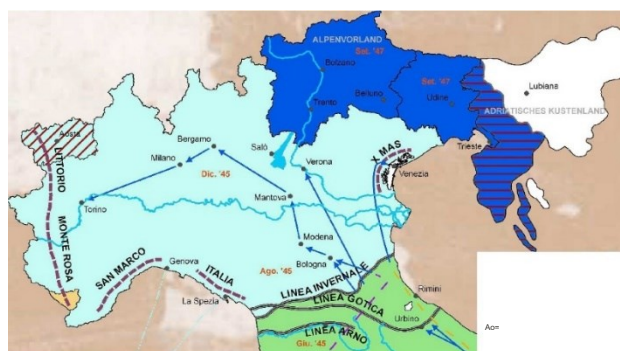 ALPENVORLAND
Set. '47
Bolzano
Lubiana
Set. '47
Trento
Belluno
Udine
ADRIATISCHES KUSTENLAND
Aosta
Bergamo
Salò
X MAS
Trieste
LITTORIO
Milano
Verona
Venezia
Dic. '45
Mantova
Torino
MONTE ROSA
Modena
SAN MARCO
Genova
Ago. '45
Bologna
ITALIA
LINEA INVERNALE
La Spezia
LINEA GOTICA
Rimini
Urbino
LINEA ARNO
Giu. '45
Ao=